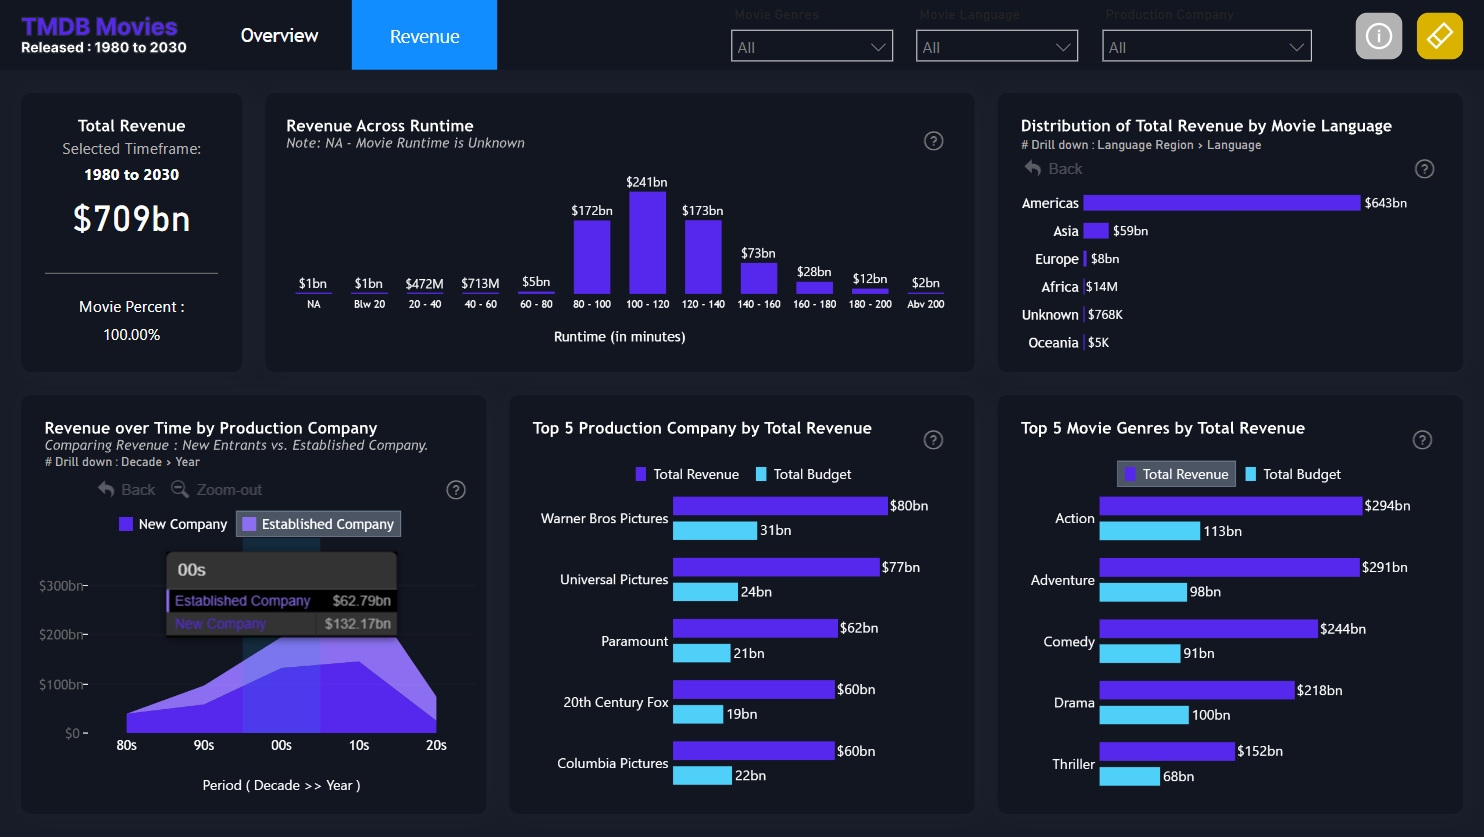 TMDB Movies
Released : 1980 to 2030
Overview
Revenue
Movie Genres
All
Movie Language
All
Production Company
All
Total Revenue
Selected Timeframe:
1980 to 2030
$709bn
Movie Percent :
100.00%
Revenue Across Runtime
Note: NA - Movie Runtime is Unknown
?
$1bn $1bn $472M $713M $5bn $172bn $241bn $173bn $73bn $28bn $12bn $2bn
NA Blw 20 20 - 40 40 - 60 60 - 80 80 - 100 100 - 120 120 - 140 140 - 160 160 - 180 180 - 200 Abv 200
Runtime (in minutes)
Distribution of Total Revenue by Movie Language
# Drill down : Language Region > Language
Back
?
Americas $643bn
Asia $59bn
Europe $8bn
Africa $14M
Unknown $768K
Oceania $5K
Revenue over Time by Production Company
Comparing Revenue : New Entrants vs. Established Company.
# Drill down : Decade > Year
Back Zoom-out
?
New Company Established Company
00s
Established Company $62.79bn
New Company $132.17bn
$300bn
$200bn
$100bn
$0
80s 90s 00s 10s 20s
Period ( Decade >> Year )
Top 5 Production Company by Total Revenue
?
Total Revenue Total Budget
Warner Bros Pictures $80bn
31bn
Universal Pictures $77bn
24bn
Paramount $62bn
21bn
20th Century Fox $60bn
19bn
Columbia Pictures $60bn
22bn
Top 5 Movie Genres by Total Revenue
?
Total Revenue Total Budget
Action $294bn
113bn
Adventure $291bn
98bn
Comedy $244bn
91bn
Drama $218bn
100bn
Thriller $152bn
68bn